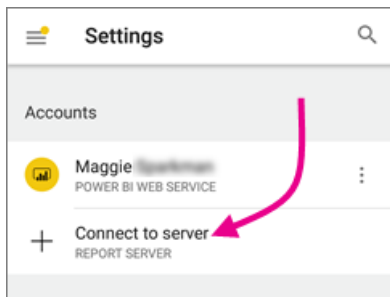 Settings
Accounts
Maggie
POWER BI WEB SERVICE
Connect to server
REPORT SERVER